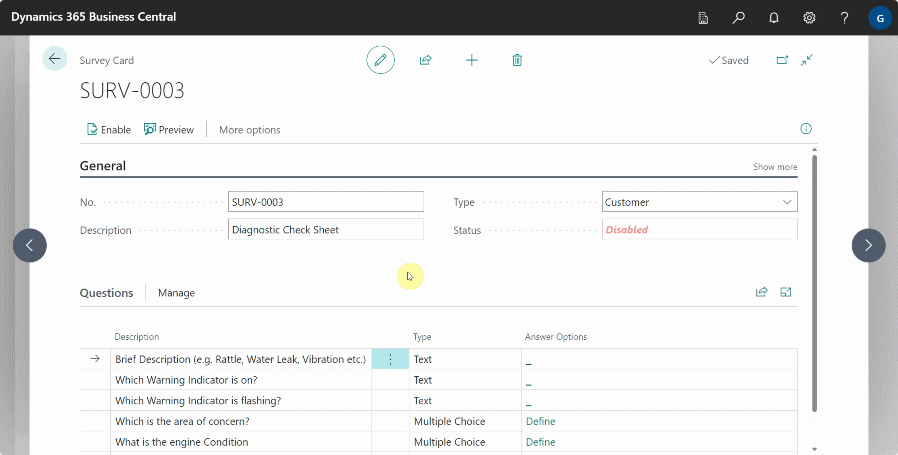 Dynamics 365 Business Central
G
Survey Card
Saved
SURV-0003
Enable Preview More options
General Show more
No. SURV-0003 Type Customer
Description Diagnostic Check Sheet Status Disabled
Questions Manage
Description Type Answer Options
Brief Description (e.g. Rattle, Water Leak, Vibration etc.) Text _
Which Warning Indicator is on? Text _
Which Warning Indicator is flashing? Text _
Which is the area of concern? Multiple Choice Define
What is the engine Condition Multiple Choice Define